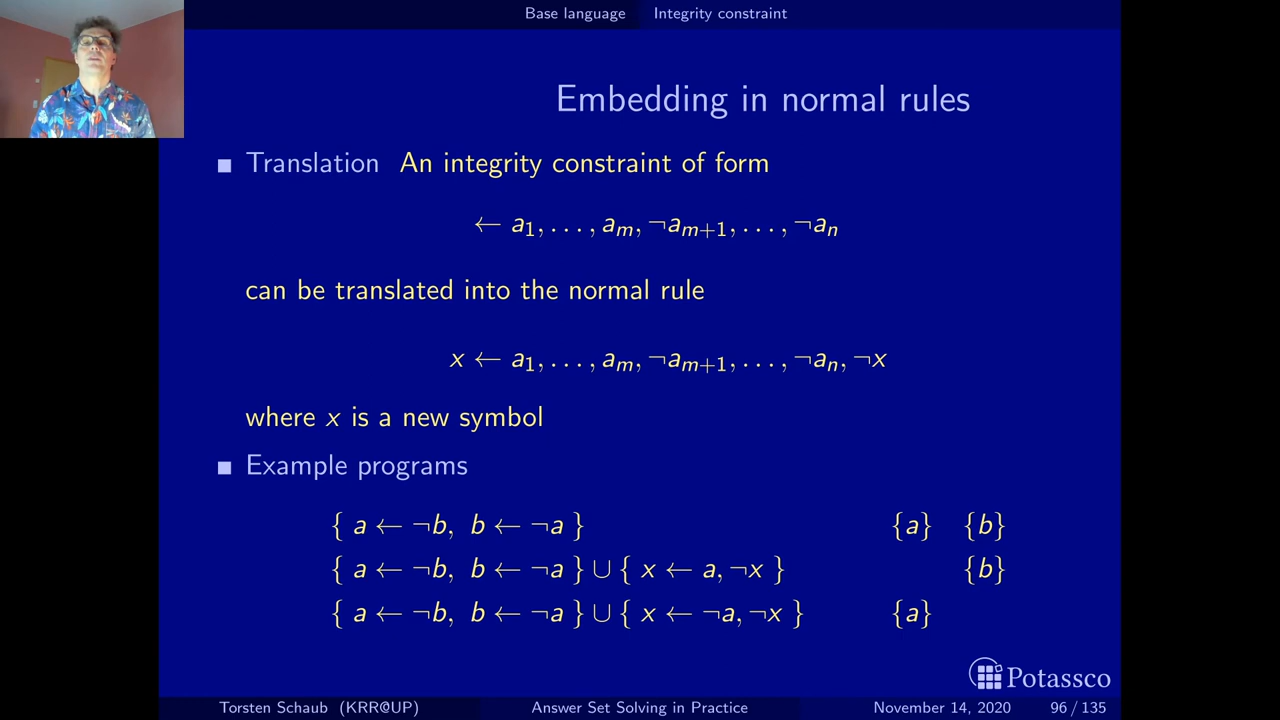 Base language Integrity constraint
Embedding in normal rules
■ Translation An integrity constraint of form
← a₁, . . . , aₘ, ¬aₘ₊₁, . . . , ¬aₙ
can be translated into the normal rule
x ← a₁, . . . , aₘ, ¬aₘ₊₁, . . . , ¬aₙ, ¬x
where x is a new symbol
■ Example programs
{ a ← ¬b, b ← ¬a } {a} {b}
{ a ← ¬b, b ← ¬a } ∪ { x ← a, ¬x } {b}
{ a ← ¬b, b ← ¬a } ∪ { x ← ¬a, ¬x } {a}
Potassco
Torsten Schaub (KRR@UP) Answer Set Solving in Practice November 14, 2020 96 / 135